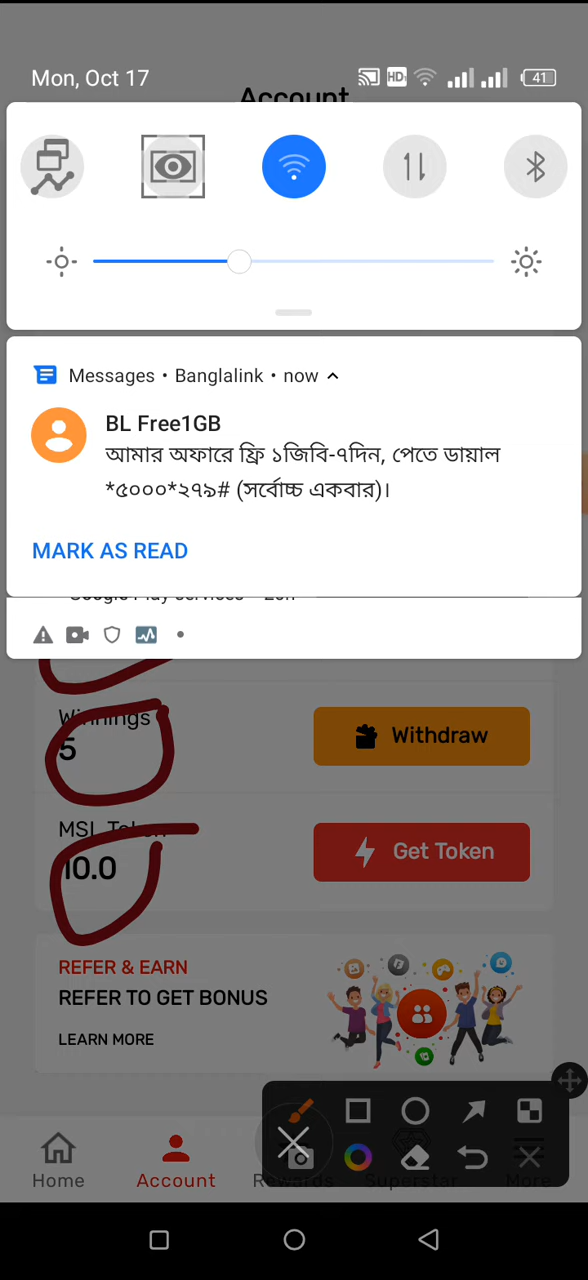 Mon, Oct 17
HD
41
Account
Messages • Banglalink • now
BL Free1GB
আমার অফারে ফ্রি ১জিবি-৭দিন, পেতে ডায়াল
*৫০০০*২৭৯# (সর্বোচ্চ একবার)।
MARK AS READ
Google Play services
Winnings
5
Withdraw
MSL Token
10.0
Get Token
REFER & EARN
REFER TO GET BONUS
LEARN MORE
Home
Account
Rewards
Superstar
More